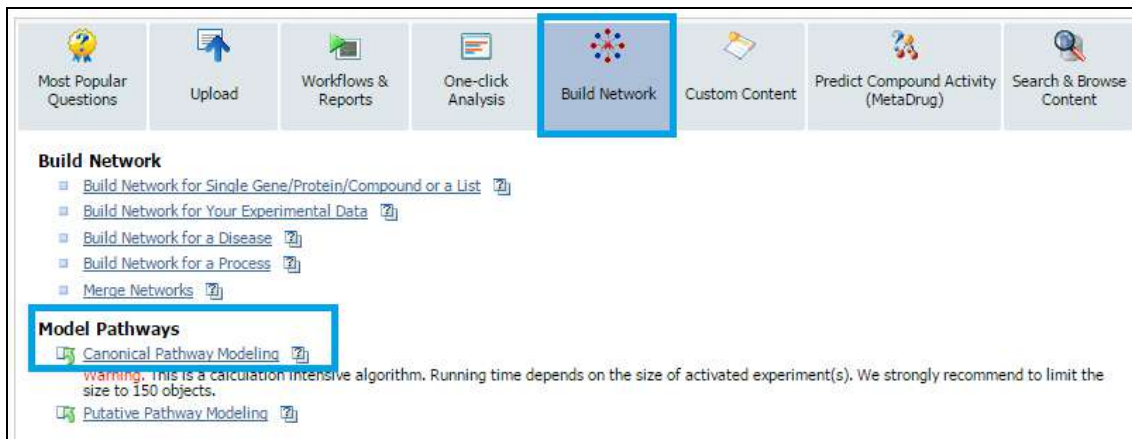 Most Popular
Questions
Upload
Workflows &
Reports
One-click
Analysis
Build Network
Custom Content
Predict Compound Activity
(MetaDrug)
Search & Browse
Content
Build Network
Build Network for Single Gene/Protein/Compound or a List
Build Network for Your Experimental Data
Build Network for a Disease
Build Network for a Process
Merge Networks
Model Pathways
Canonical Pathway Modeling
Warning. This is a calculation intensive algorithm. Running time depends on the size of activated experiment(s). We strongly recommend to limit the
size to 150 objects.
Putative Pathway Modeling